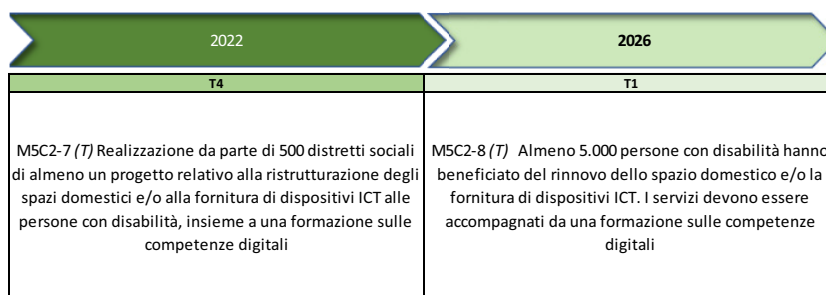 2022
2026
T4
T1
M5C2-7 (T) Realizzazione da parte di 500 distretti sociali
di almeno un progetto relativo alla ristrutturazione degli
spazi domestici e/o alla fornitura di dispositivi ICT alle
persone con disabilità, insieme a una formazione sulle
competenze digitali
M5C2-8 (T) Almeno 5.000 persone con disabilità hanno
beneficiato del rinnovo dello spazio domestico e/o la
fornitura di dispositivi ICT. I servizi devono essere
accompagnati da una formazione sulle competenze
digitali